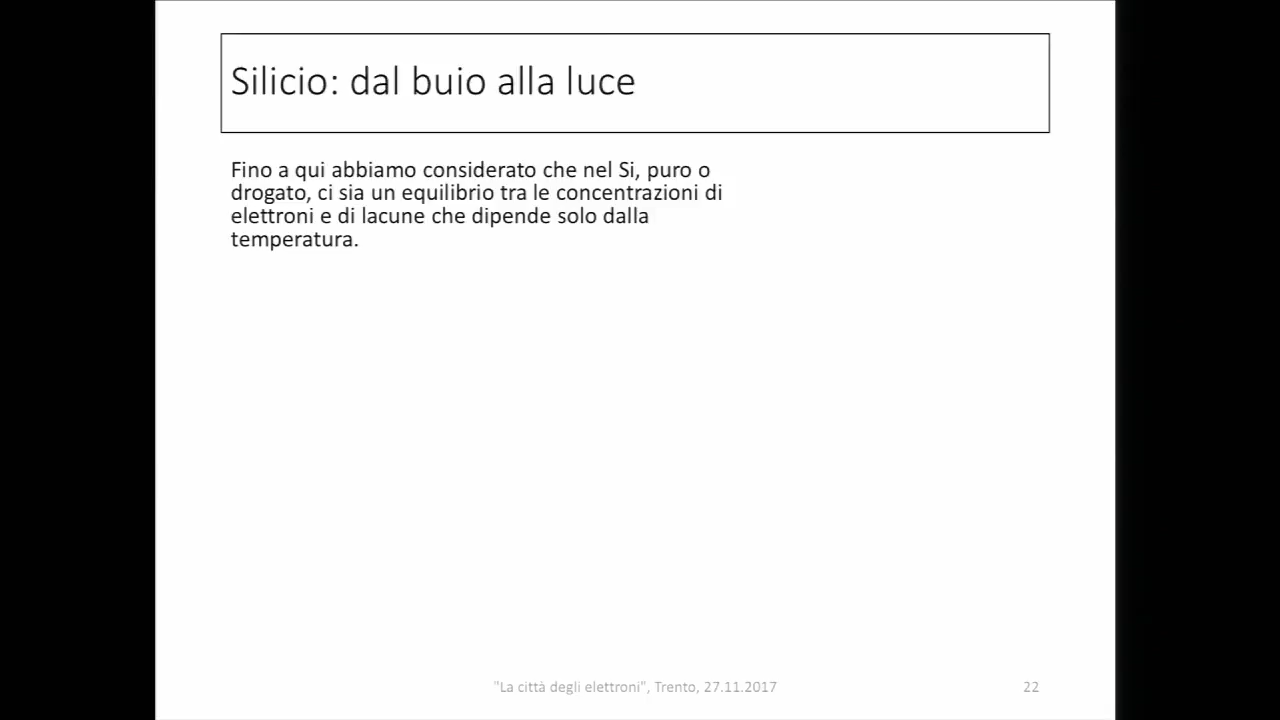 Silicio: dal buio alla luce
Fino a qui abbiamo considerato che nel Si, puro o
drogato, ci sia un equilibrio tra le concentrazioni di
elettroni e di lacune che dipende solo dalla
temperatura.
"La città degli elettroni", Trento, 27.11.2017
22